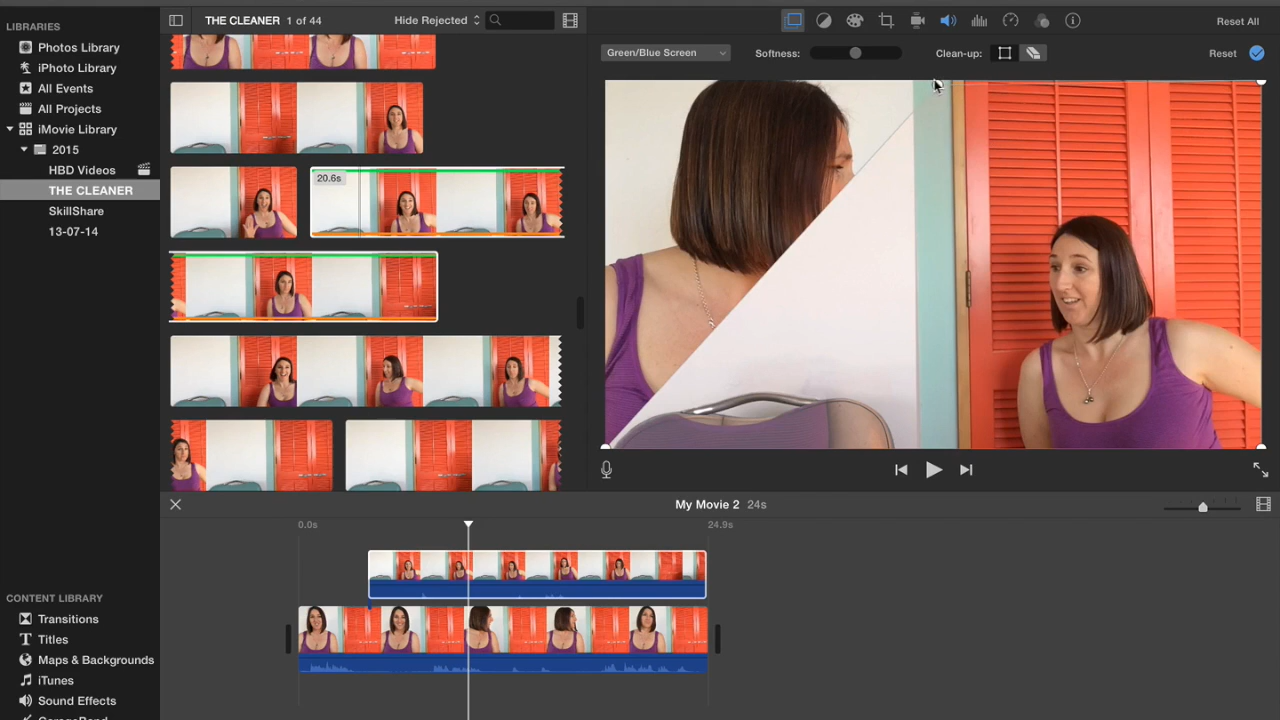 LIBRARIES
Photos Library
iPhoto Library
All Events
All Projects
iMovie Library
2015
HBD Videos
THE CLEANER
SkillShare
13-07-14
CONTENT LIBRARY
Transitions
Titles
Maps & Backgrounds
iTunes
Sound Effects
GarageBand
THE CLEANER 1 of 44
Hide Rejected
20.6s
Reset All
Green/Blue Screen
Softness:
Clean-up:
Reset
My Movie 2 24s
0.0s
24.9s